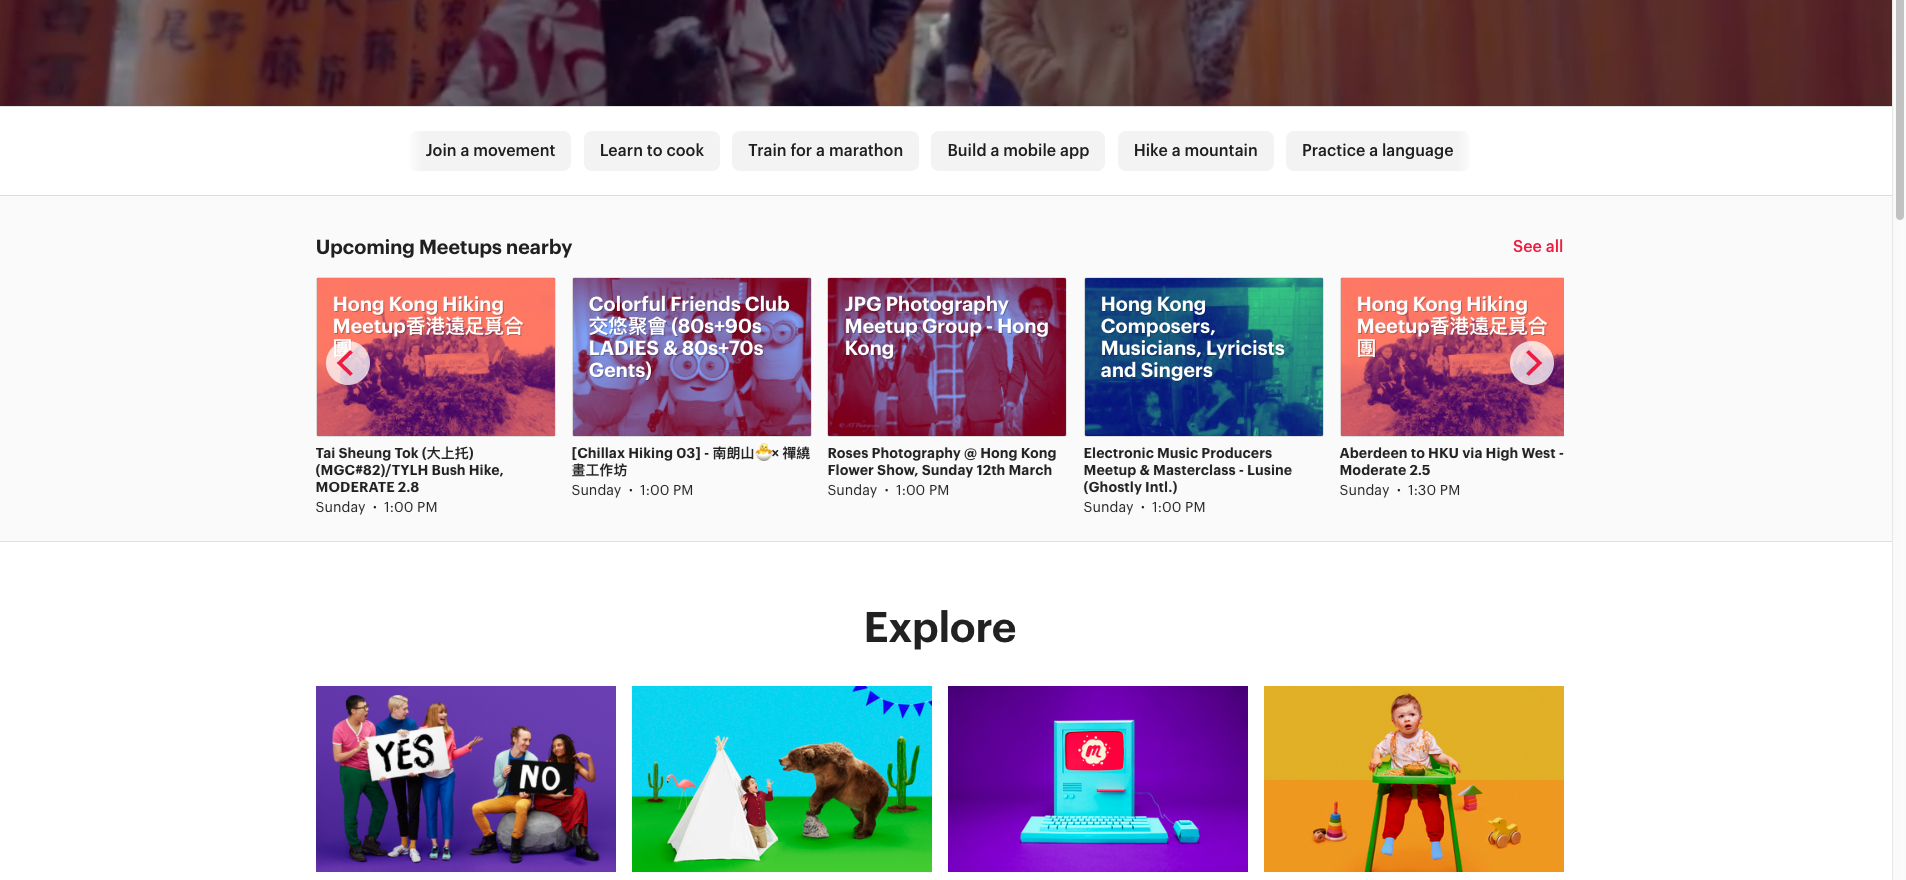 尾野
藤
節
藤
Join a movement
Learn to cook
Train for a marathon
Build a mobile app
Hike a mountain
Practice a language
Upcoming Meetups nearby
See all
Hong Kong Hiking
Meetup香港遠足覓合
團
Colorful Friends Club
交悠聚會 (80s+90s
LADIES & 80s+70s
Gents)
JPG Photography
Meetup Group - Hong
Kong
Hong Kong
Composers,
Musicians, Lyricists
and Singers
Hong Kong Hiking
Meetup香港遠足覓合
團
Tai Sheung Tok (大上托)
(MGC#82)/TYLH Bush Hike,
MODERATE 2.8
Sunday • 1:00 PM
[Chillax Hiking 03] - 南朗山🐣× 禪繞
畫工作坊
Sunday • 1:00 PM
Roses Photography @ Hong Kong
Flower Show, Sunday 12th March
Sunday • 1:00 PM
Electronic Music Producers
Meetup & Masterclass - Lusine
(Ghostly Intl.)
Sunday • 1:00 PM
Aberdeen to HKU via High West -
Moderate 2.5
Sunday • 1:30 PM
Explore
YES
NO
m